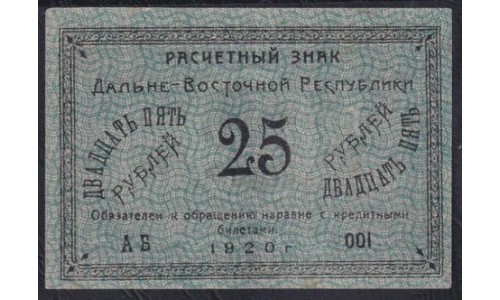 РАСЧЕТНЫЙ ЗНАК
Дальне-Восточной Республики
ДВАДЦАТЬ ПЯТЬ
РУБЛЕЙ
25
РУБЛЕЙ
ДВАДЦАТЬ ПЯТЬ
Обязателен к обращению наравне с кредитными
билетами.
АБ 1920г 001